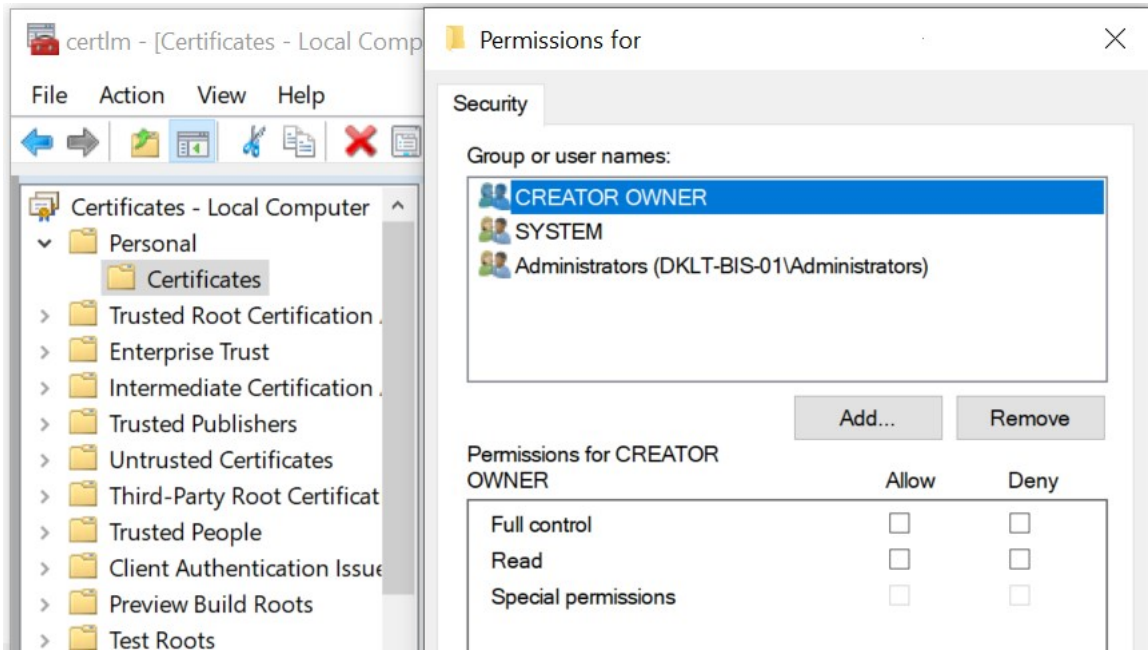 certlm - [Certificates - Local Comp
File Action View Help
Certificates - Local Computer
Personal
Certificates
Trusted Root Certification
Enterprise Trust
Intermediate Certification
Trusted Publishers
Untrusted Certificates
Third-Party Root Certificat
Trusted People
Client Authentication Issue
Preview Build Roots
Test Roots
Permissions for
Security
Group or user names:
CREATOR OWNER
SYSTEM
Administrators (DKLT-BIS-01\Administrators)
Add... Remove
Permissions for CREATOR
OWNER Allow Deny
Full control
Read
Special permissions